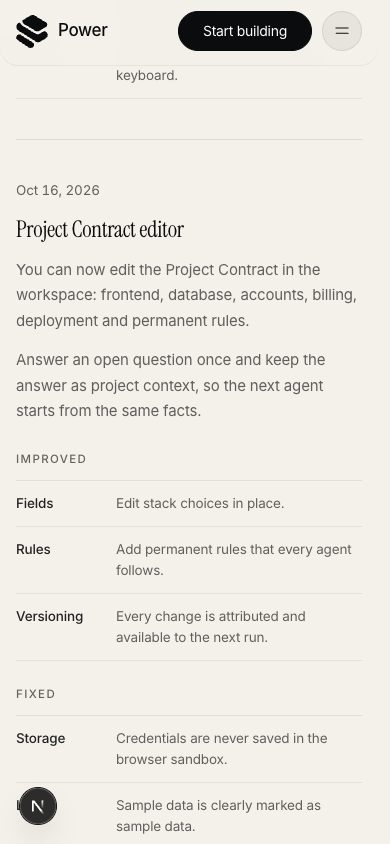 Power
Start building
keyboard.
Oct 16, 2026
Project Contract editor
You can now edit the Project Contract in the
workspace: frontend, database, accounts, billing,
deployment and permanent rules.
Answer an open question once and keep the
answer as project context, so the next agent
starts from the same facts.
IMPROVED
Fields
Edit stack choices in place.
Rules
Add permanent rules that every agent
follows.
Versioning
Every change is attributed and
available to the next run.
FIXED
Storage
Credentials are never saved in the
browser sandbox.
N
Sample data is clearly marked as
sample data.